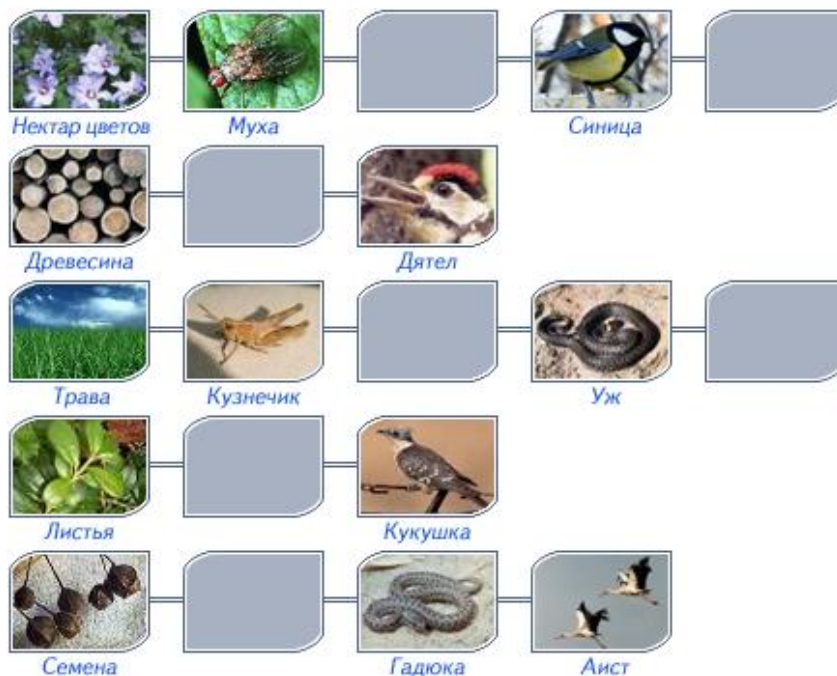 Нектар цветов Муха Синица
Древесина Дятел
Трава Кузнечик Уж
Листья Кукушка
Семена Гадюка Аист